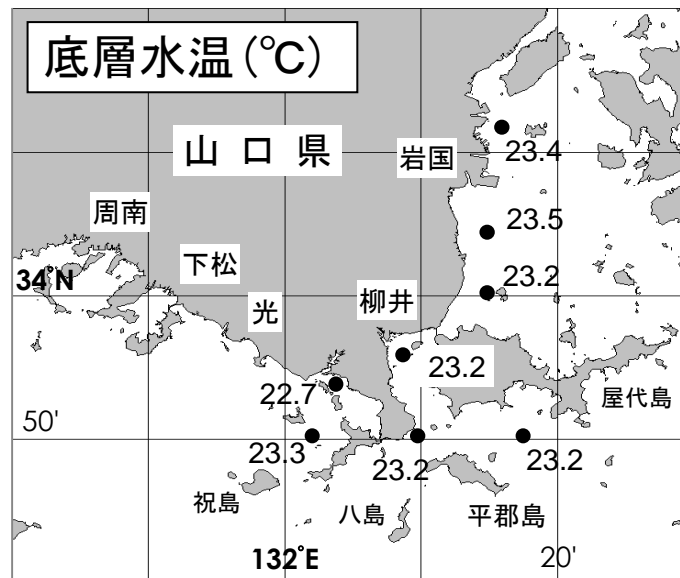 底層水温(℃)
山口県
岩国
23.4
周南
23.5
下松
34°N
23.2
光
柳井
23.2
22.7
屋代島
50'
23.3
23.2
23.2
祝島
八島
平郡島
132°E
20'